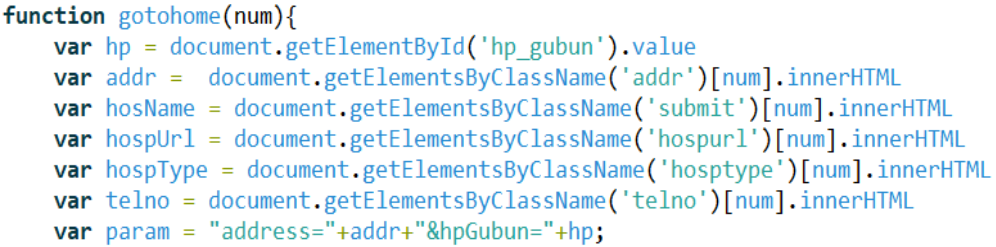 function gotohome(num){
    var hp = document.getElementById('hp_gubun').value
    var addr =  document.getElementsByClassName('addr')[num].innerHTML
    var hosName = document.getElementsByClassName('submit')[num].innerHTML
    var hospUrl = document.getElementsByClassName('hospurl')[num].innerHTML
    var hospType = document.getElementsByClassName('hosptype')[num].innerHTML
    var telno = document.getElementsByClassName('telno')[num].innerHTML
    var param = "address="+addr+"&hpGubun="+hp;